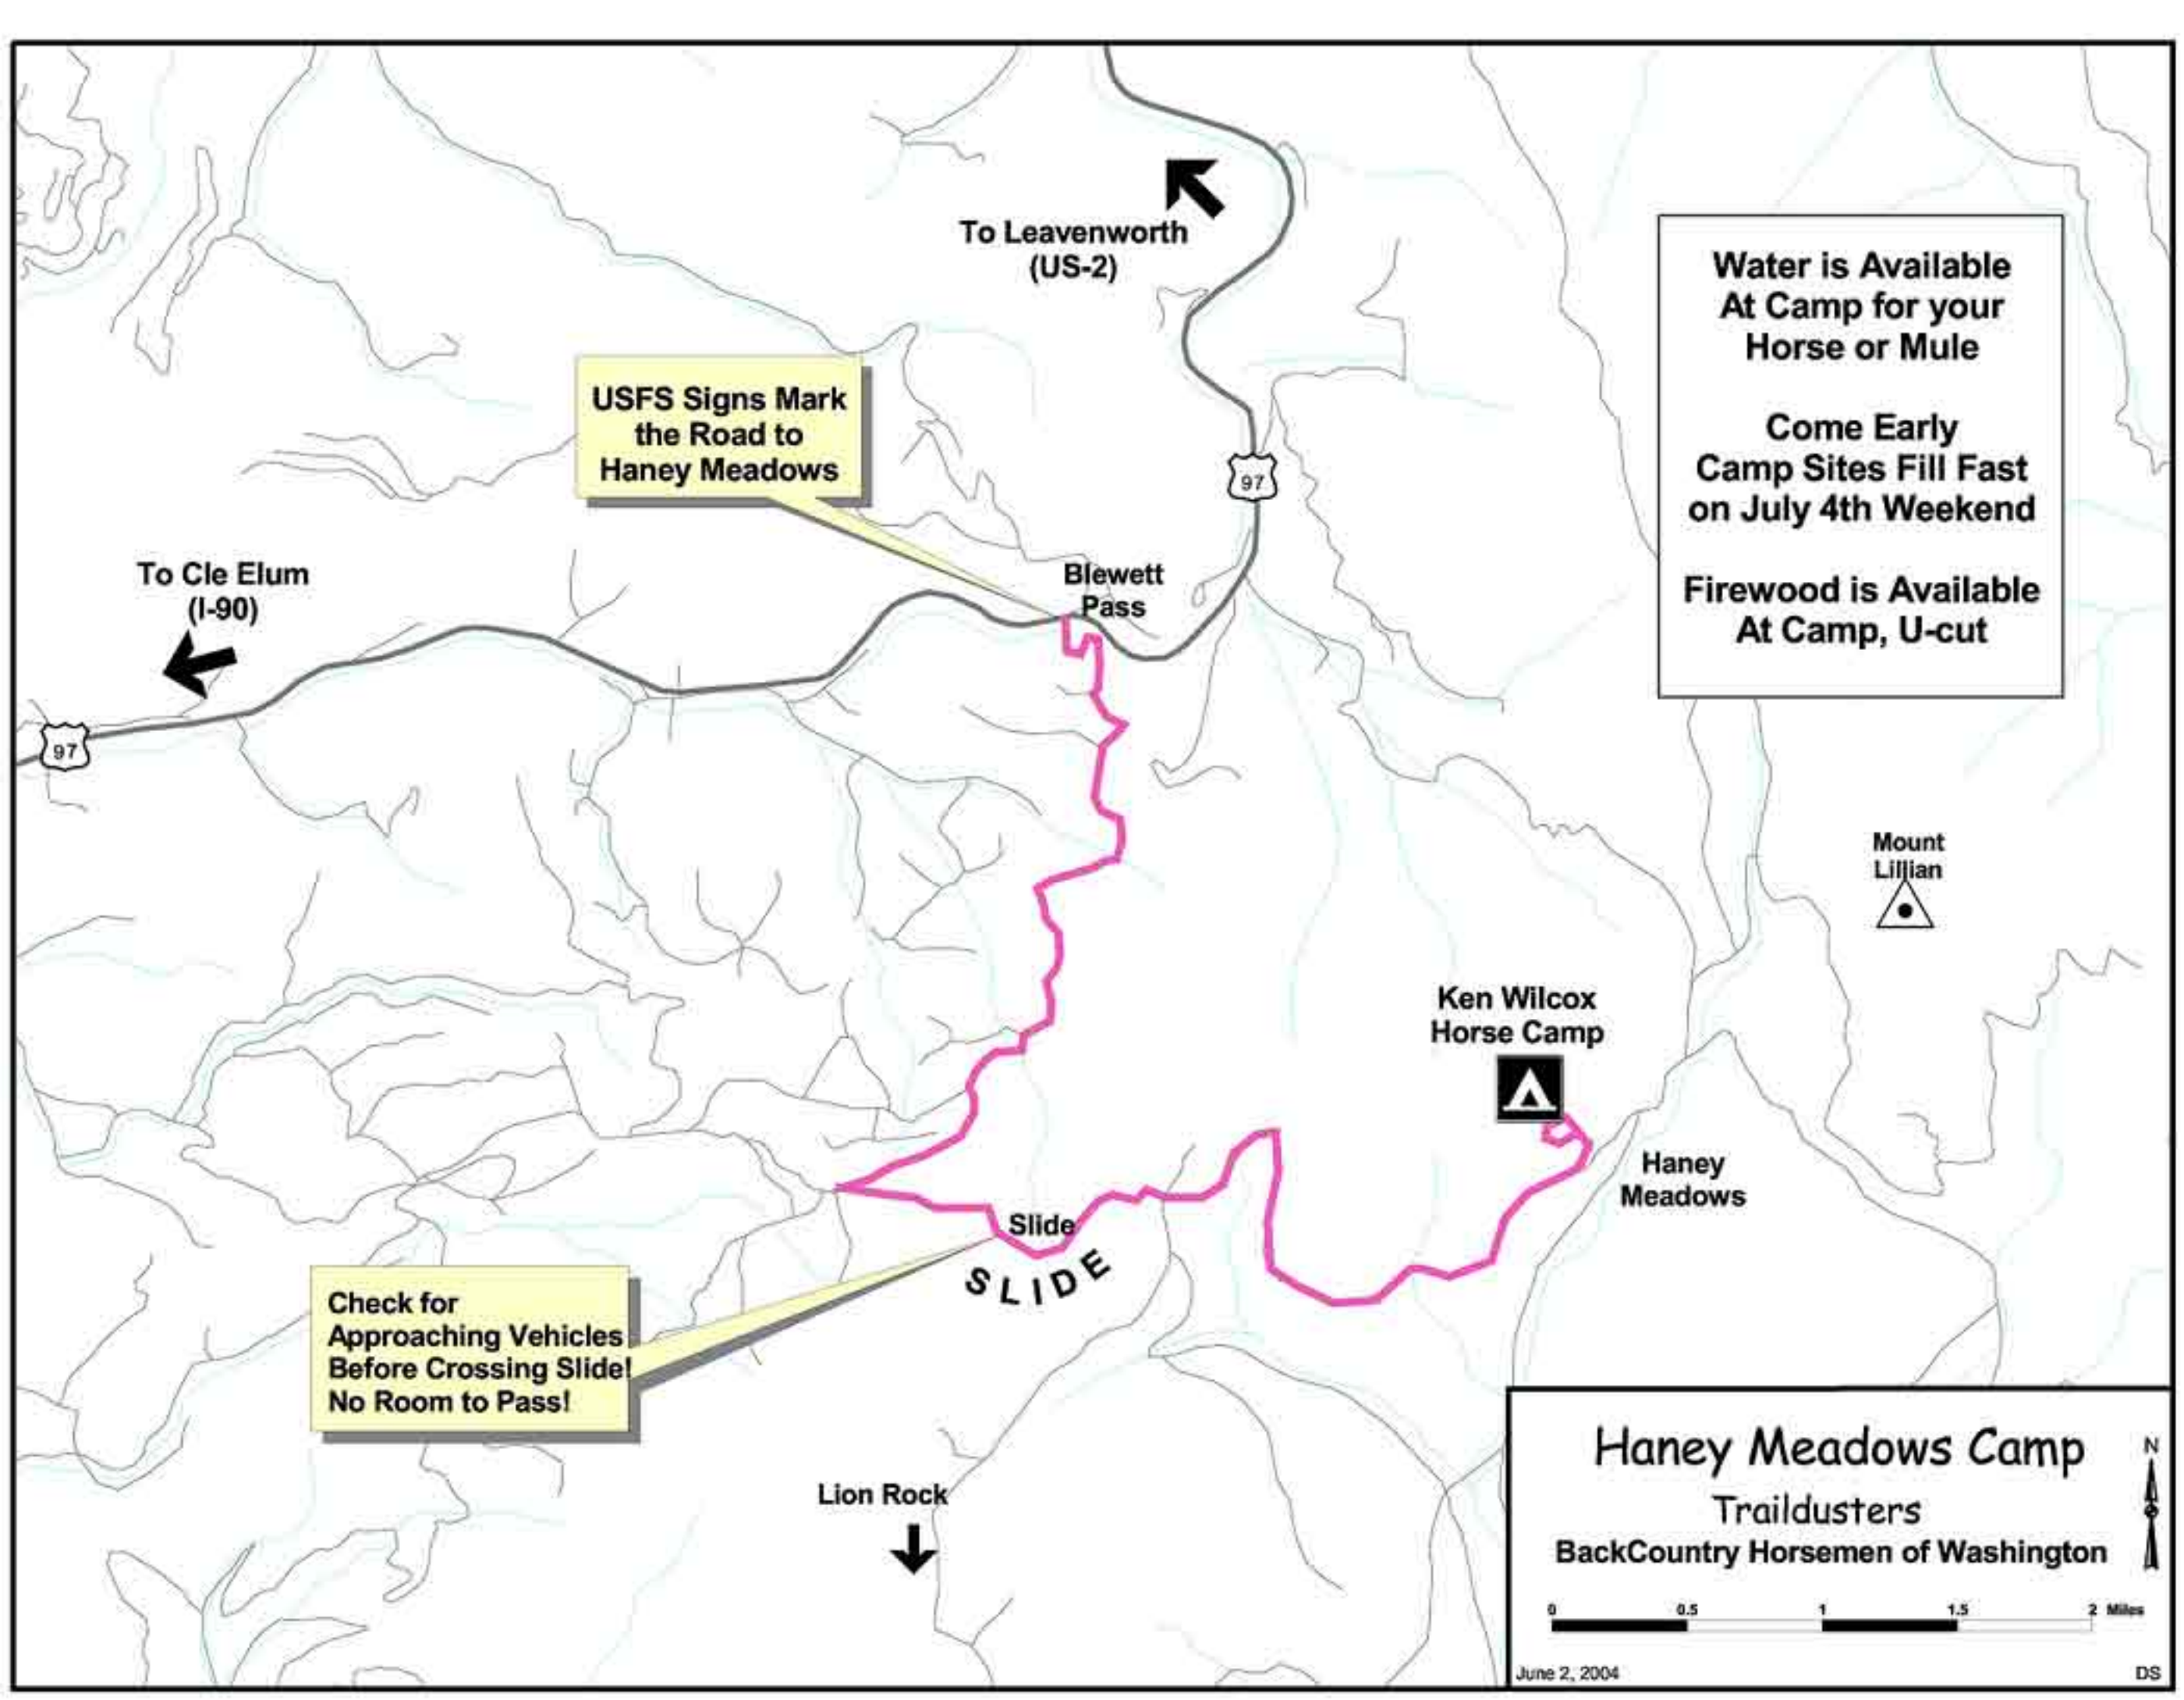 To Leavenworth
(US-2)
Water is Available
At Camp for your
Horse or Mule
Come Early
Camp Sites Fill Fast
on July 4th Weekend
Firewood is Available
At Camp, U-cut
USFS Signs Mark
the Road to
Haney Meadows
97
To Cle Elum
(I-90)
Blewett
Pass
97
Mount
Lillian
Ken Wilcox
Horse Camp
Haney
Meadows
Slide
SLIDE
Check for
Approaching Vehicles
Before Crossing Slide!
No Room to Pass!
Lion Rock
Haney Meadows Camp
N
Traildusters
BackCountry Horsemen of Washington
0 0.5 1 1.5 2 Miles
June 2, 2004
DS